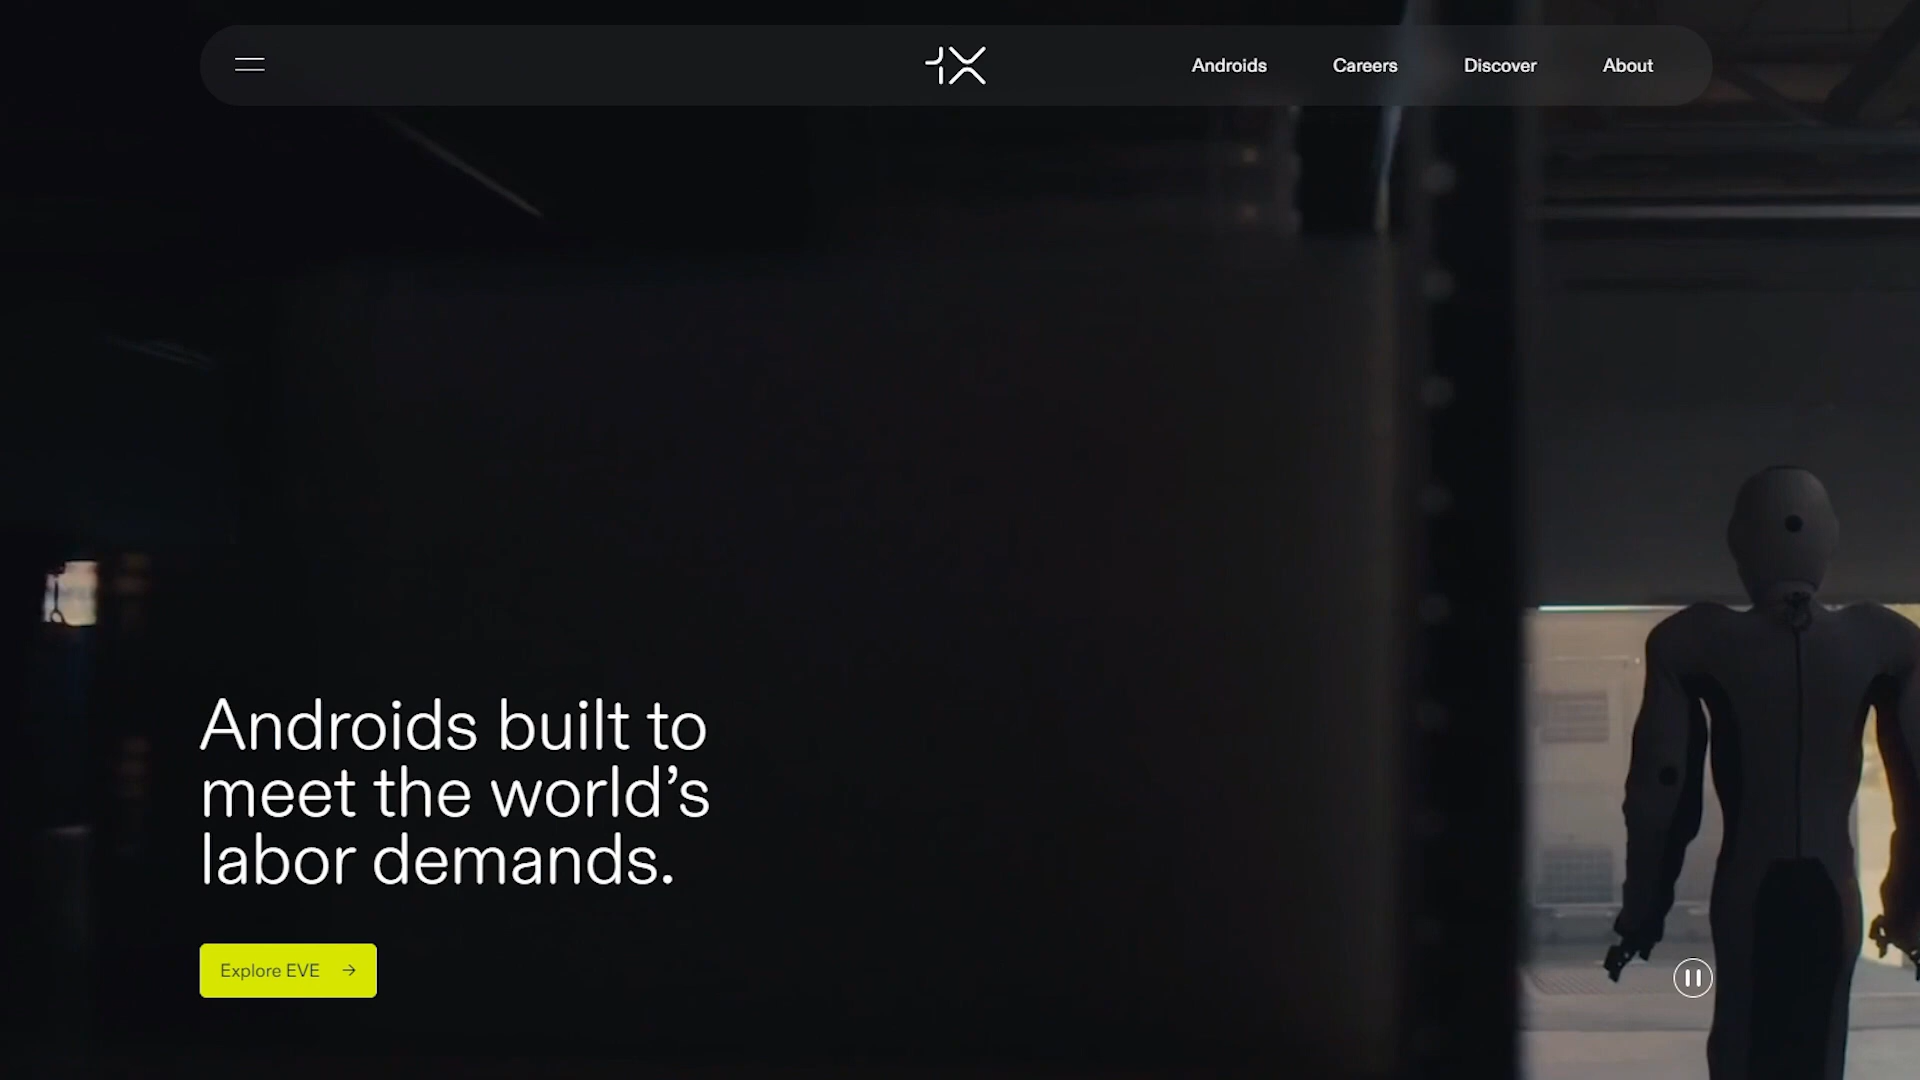 1X
Androids
Careers
Discover
About
Androids built to
meet the world’s
labor demands.
Explore EVE →